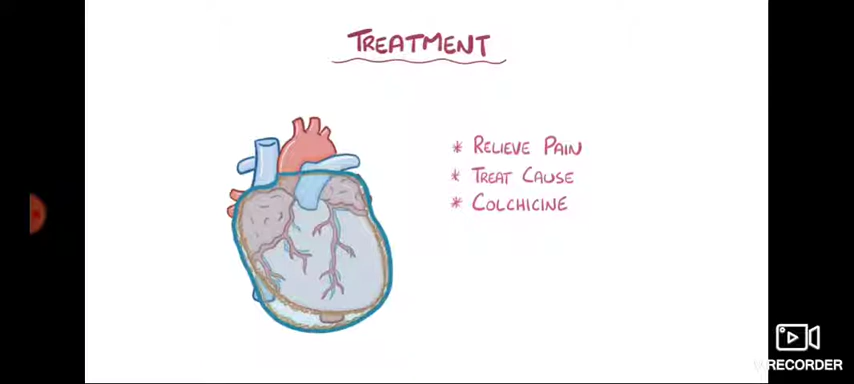 TREATMENT
* RELIEVE PAIN
* TREAT CAUSE
* COLCHICINE
RECORDER